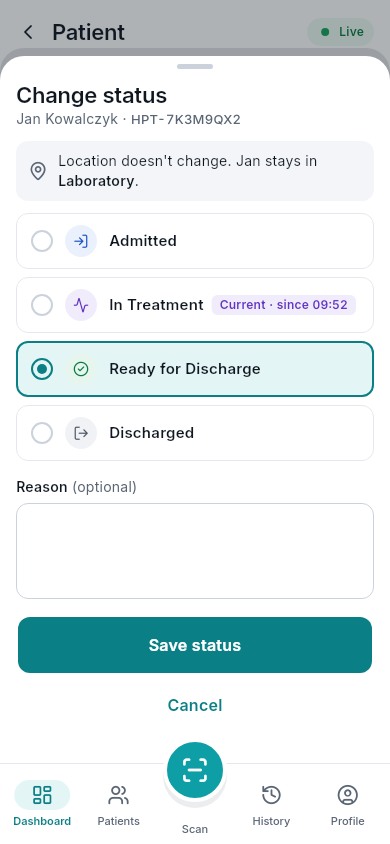 Patient
Live
Change status
Jan Kowalczyk · HPT-7K3M9QX2
Location doesn't change. Jan stays in
Laboratory.
Admitted
In Treatment Current · since 09:52
Ready for Discharge
Discharged
Reason (optional)
Save status
Cancel
Dashboard
Patients
Scan
History
Profile